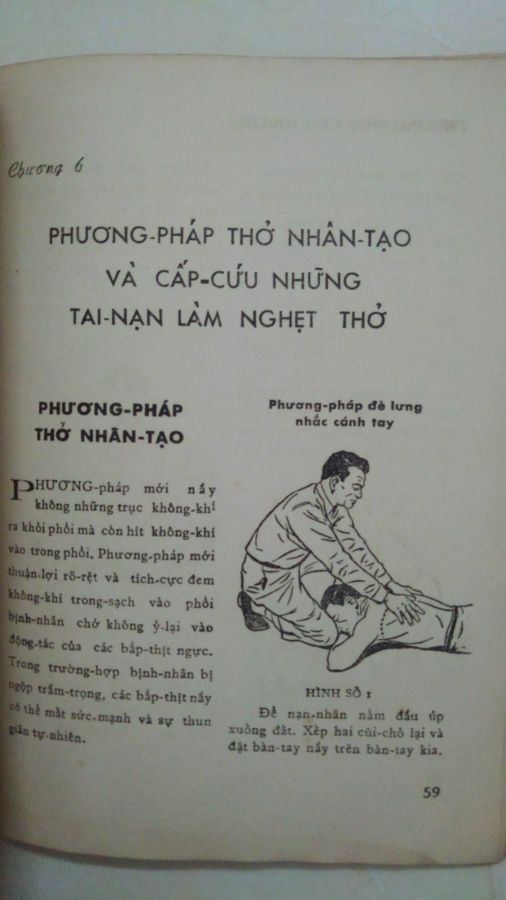 Chương 6
PHƯƠNG-PHÁP THỞ NHÂN-TẠO
VÀ CẤP-CỨU NHỮNG
TAI-NẠN LÀM NGHẸT THỞ
PHƯƠNG-PHÁP
THỞ NHÂN-TẠO
PHƯƠNG-pháp mới nầy
không những trục không-khí
ra khỏi phổi mà còn hít không-khí
vào trong phổi. Phương-pháp mới
thuận-lợi rõ-rệt và tích-cực đem
không-khí trong-sạch vào phổi
bịnh-nhân chớ không ỷ-lại vào
động-tác của các bắp-thịt ngực.
Trong trường-hợp bịnh-nhân bị
ngộp trầm-trọng, các bắp-thịt nầy
có thể mất sức-mạnh và sự thun
giãn tự-nhiên.
Phương-pháp đè lưng
nhắc cánh tay
HÌNH SỐ 1
Để nạn-nhân nằm đầu úp
xuống đất. Xếp hai cùi-chỏ lại và
đặt bàn-tay nầy trên bàn-tay kia.
59